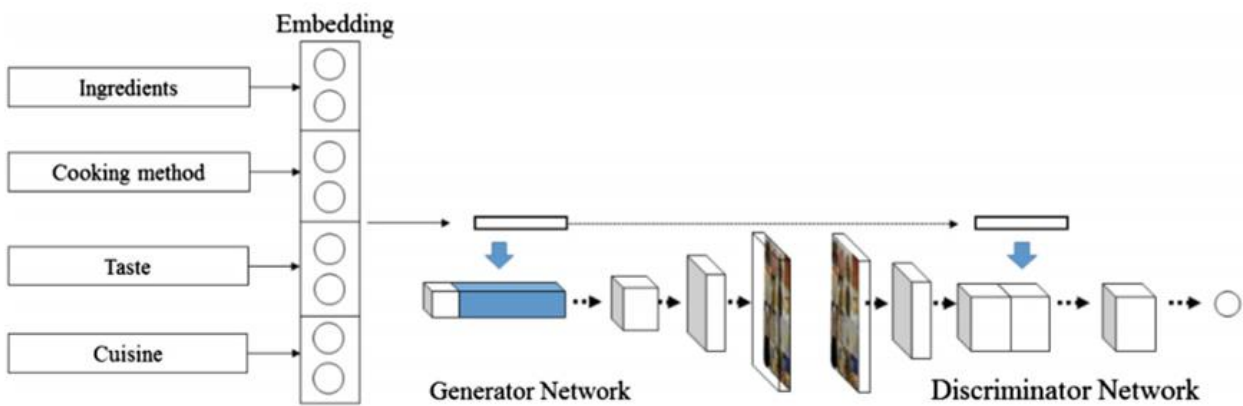 Embedding
Ingredients
Cooking method
Taste
Cuisine
Generator Network
Discriminator Network